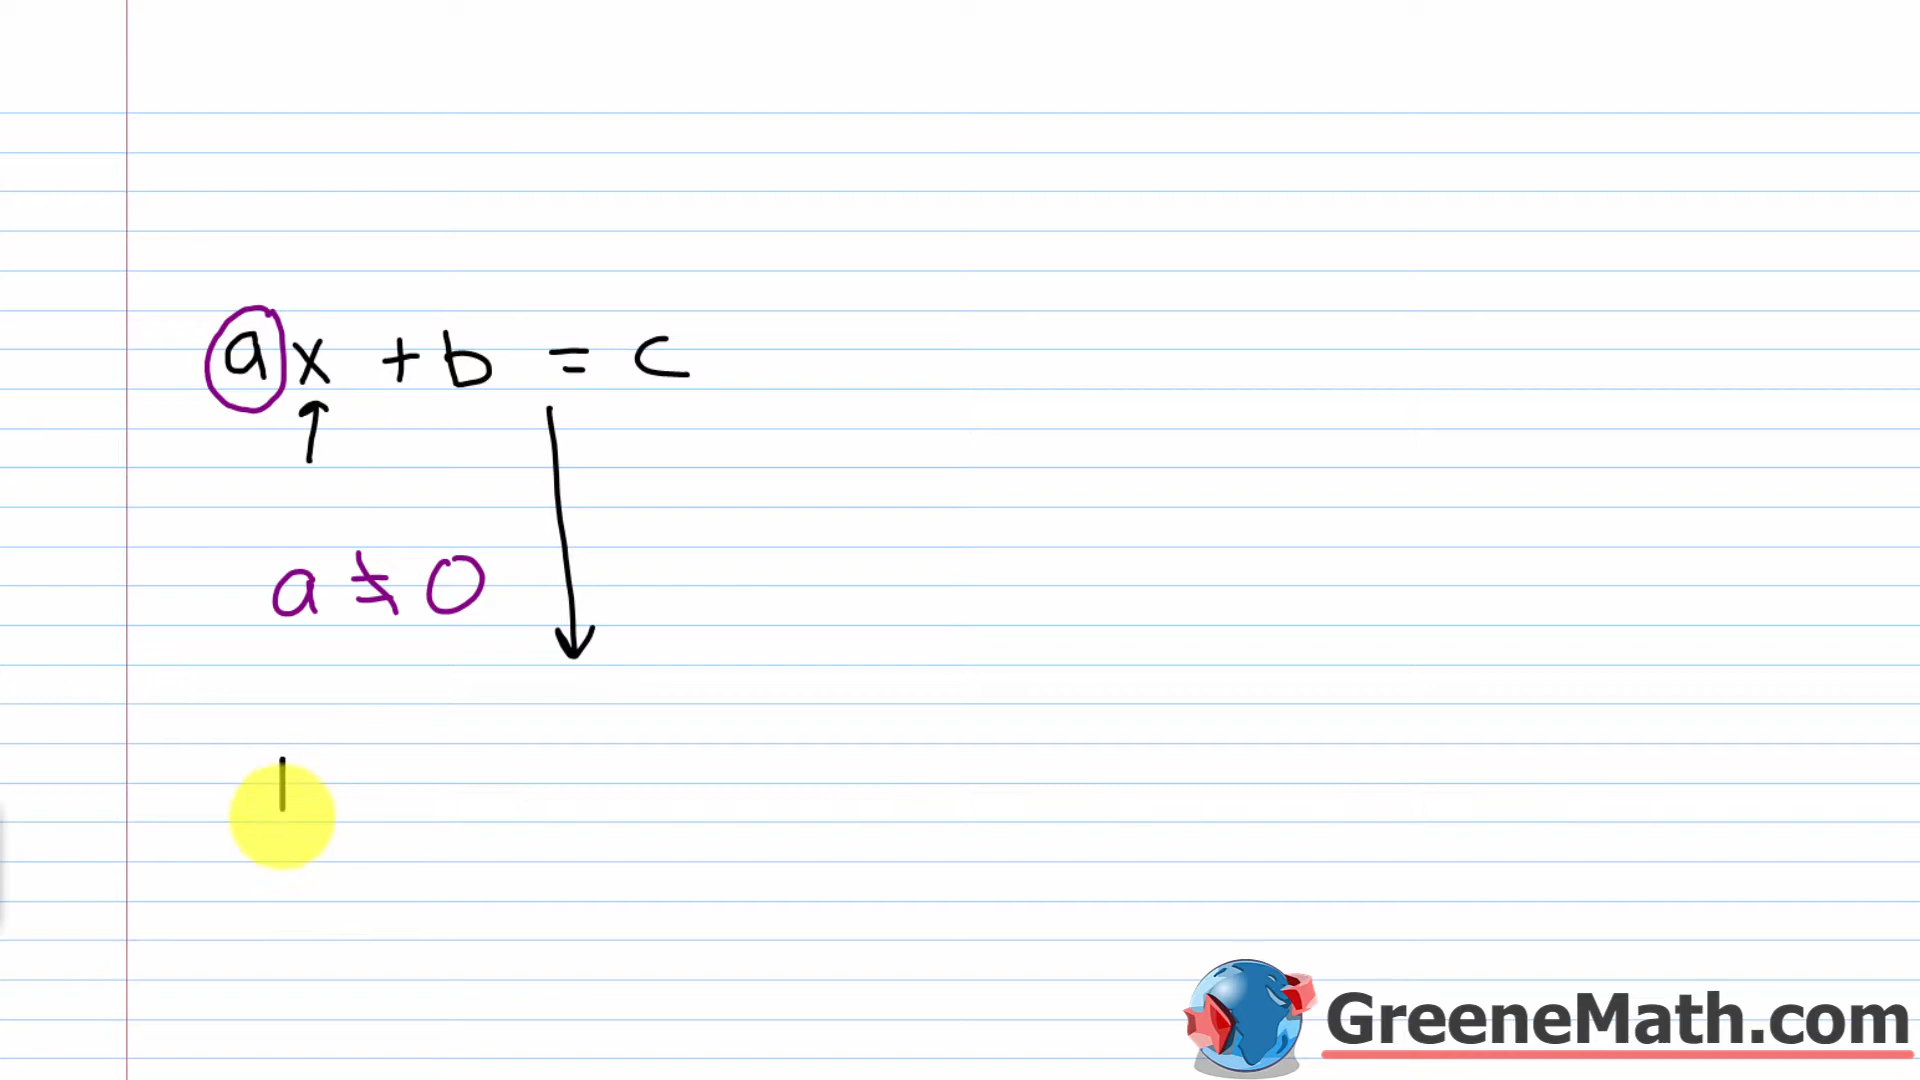 ax + b = c
a ≠ 0
GreeneMath.com